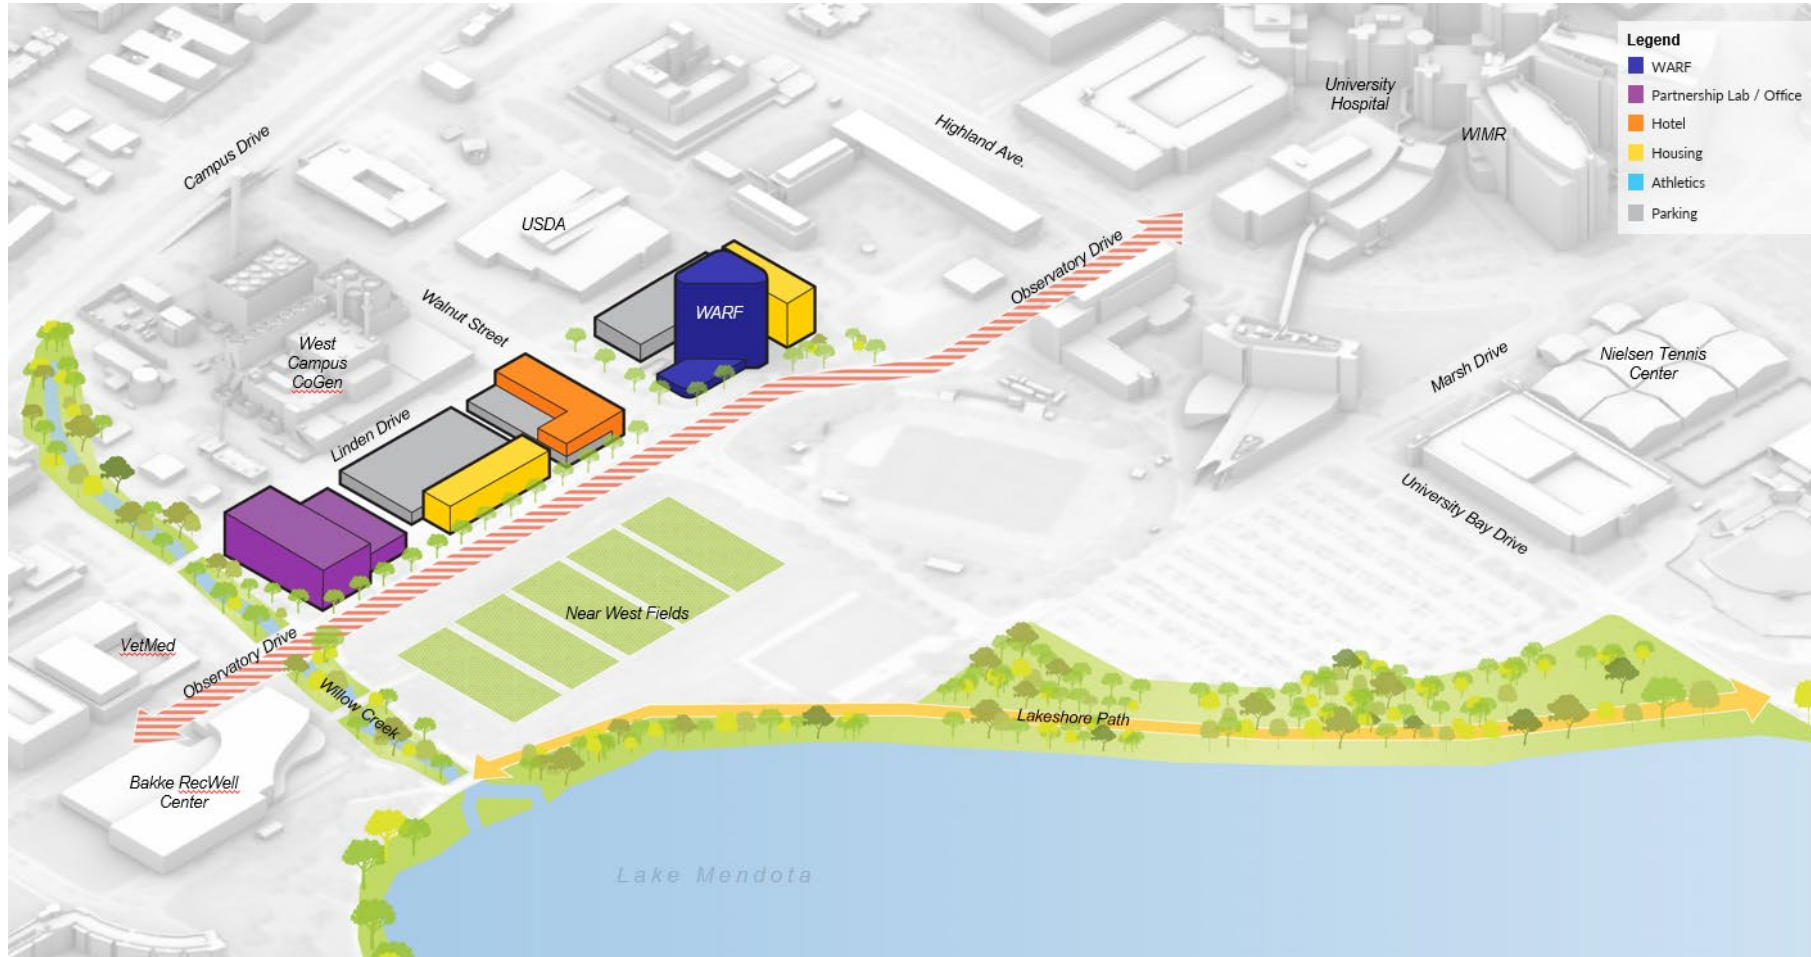 Legend
WARF
Partnership Lab / Office
Hotel
Housing
Athletics
Parking
University
Hospital
WIMR
Highland Ave.
Campus Drive
USDA
Observatory Drive
Walnut Street
WARF
West
Campus
CoGen
Marsh Drive
Nielsen Tennis
Center
Linden Drive
University Bay Drive
Near West Fields
VetMed
Observatory Drive
Willow Creek
Lakeshore Path
Bakke RecWell
Center
Lake Mendota